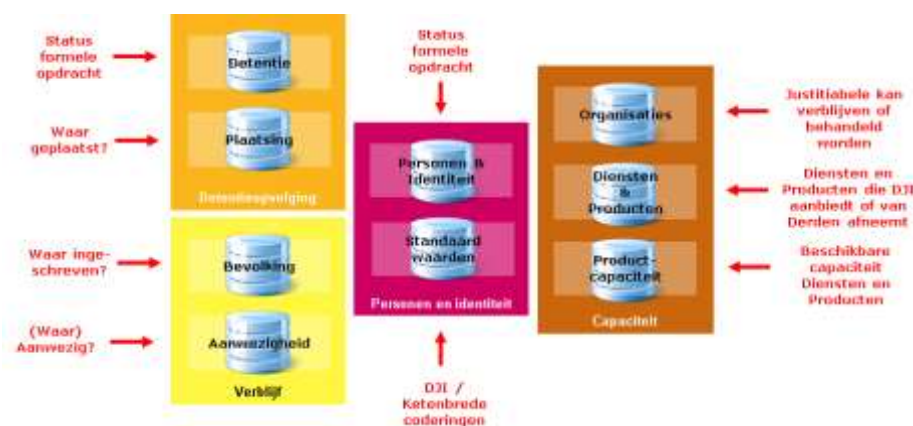 Status
formele
opdracht
Detentie
Waar
geplaatst?
Plaatsing
Detentieopvolging
Waar inge-
schreven?
Bevolking
(Waar)
Aanwezig?
Aanwezigheid
Verblijf
Status
formele
opdracht
Personen &
Identiteit
Standaard
waarden
Personen en identiteit
DJI /
Ketenbrede
coderingen
Organisaties
Diensten
&
Producten
Product-
capaciteit
Capaciteit
Justitiabele kan
verblijven of
behandeld
worden
Diensten en
Producten die DJI
aanbiedt of van
Derden afneemt
Beschikbare
capaciteit
Diensten en
Producten